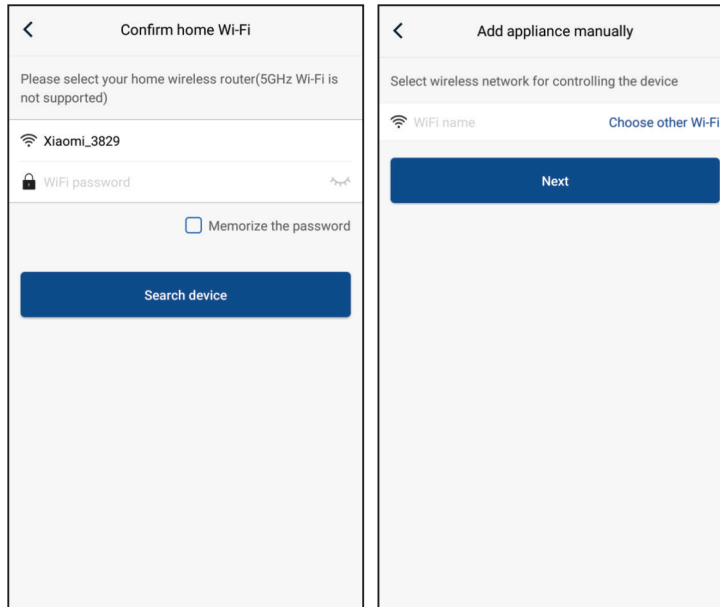 Confirm home Wi-Fi
Please select your home wireless router(5GHz Wi-Fi is
not supported)
Xiaomi_3829
WiFi password
Memorize the password
Search device
Add appliance manually
Select wireless network for controlling the device
WiFi name
Choose other Wi-Fi
Next